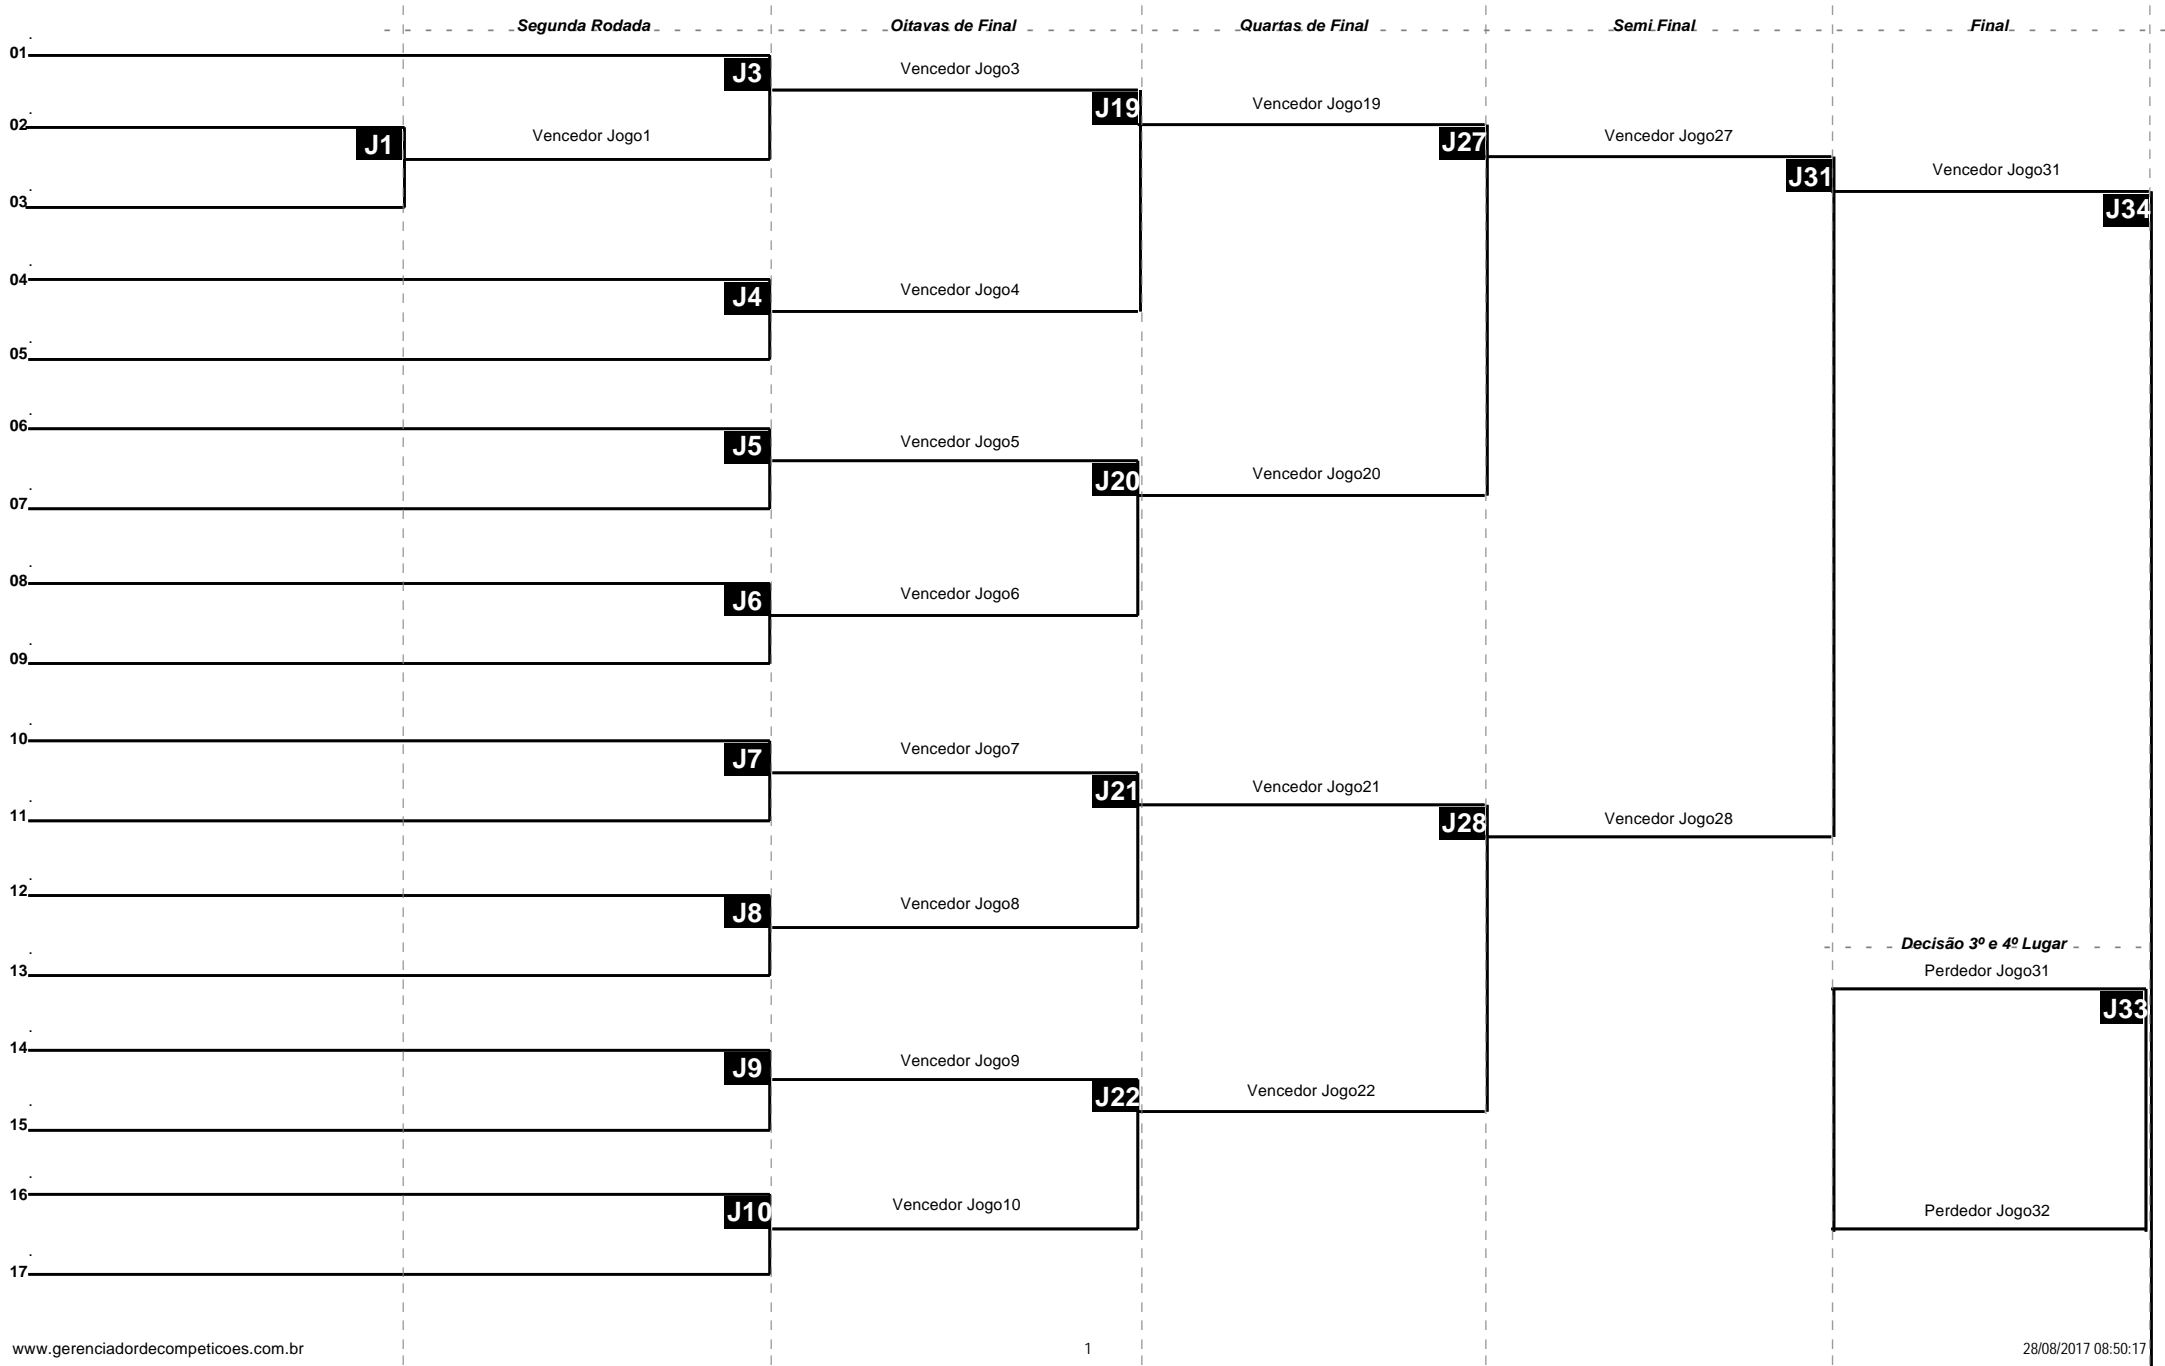 Segunda Rodada Oitavas de Final Quartas de Final Semi Final Final
.
01
J3
Vencedor Jogo3
J19
Vencedor Jogo19
.
02
J1
Vencedor Jogo1
J27
Vencedor Jogo27
J31
Vencedor Jogo31
.
03
J34
.
04
J4
Vencedor Jogo4
.
05
.
06
J5
Vencedor Jogo5
J20
Vencedor Jogo20
.
07
.
08
J6
Vencedor Jogo6
.
09
.
10
J7
Vencedor Jogo7
J21
Vencedor Jogo21
J28
Vencedor Jogo28
.
11
.
12
J8
Vencedor Jogo8
.
13
Decisão 3º e 4º Lugar
Perdedor Jogo31
J33
.
14
J9
Vencedor Jogo9
J22
Vencedor Jogo22
.
15
.
16
J10
Vencedor Jogo10
Perdedor Jogo32
.
17
www.gerenciadordecompeticoes.com.br 1 28/08/2017 08:50:17